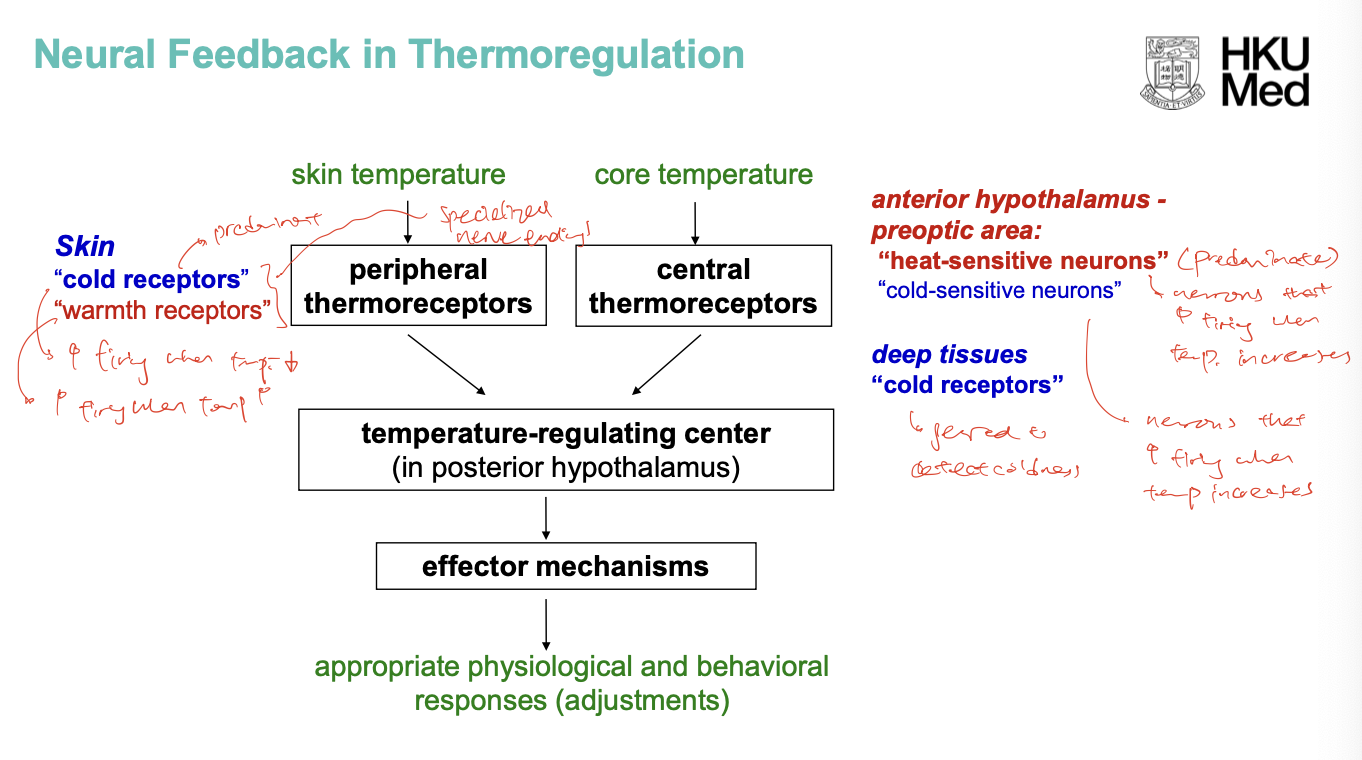 Neural Feedback in Thermoregulation
HKU
Med
SAPIENTIA ET VIRTUS
skin temperature
core temperature
predominant
specialized
nerve endings
Skin
“cold receptors”
“warmth receptors”
↑ firing when temp. ↓
↑ firing when temp ↑
peripheral
thermoreceptors
central
thermoreceptors
temperature-regulating center
(in posterior hypothalamus)
effector mechanisms
appropriate physiological and behavioral
responses (adjustments)
anterior hypothalamus -
preoptic area:
“heat-sensitive neurons” (Predominate)
“cold-sensitive neurons”
neurons that
↑ firing when
temp. increases
deep tissues
“cold receptors”
geared to
detect coldness
neurons that
↑ firing when
temp increases